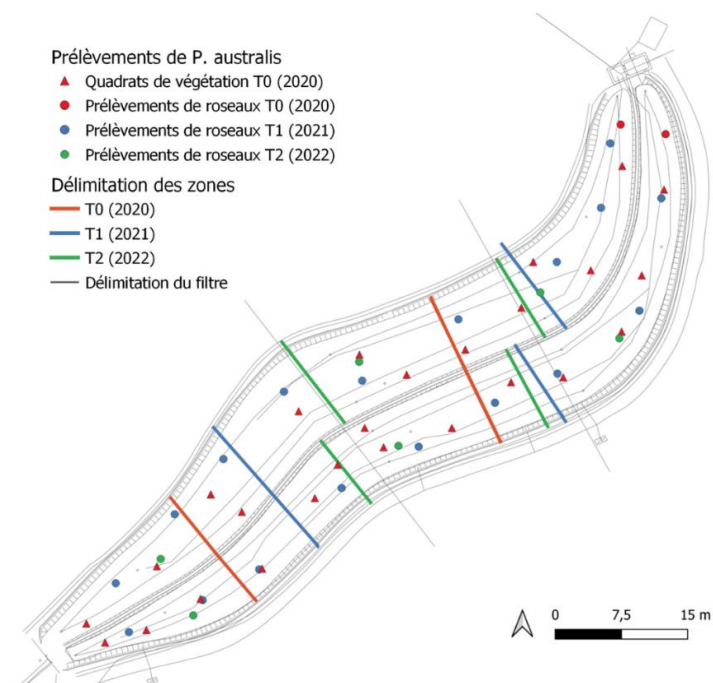 Prélèvements de P. australis
Quadrats de végétation T0 (2020)
Prélèvements de roseaux T0 (2020)
Prélèvements de roseaux T1 (2021)
Prélèvements de roseaux T2 (2022)
Délimitation des zones
T0 (2020)
T1 (2021)
T2 (2022)
Délimitation du filtre
0 7,5 15 m